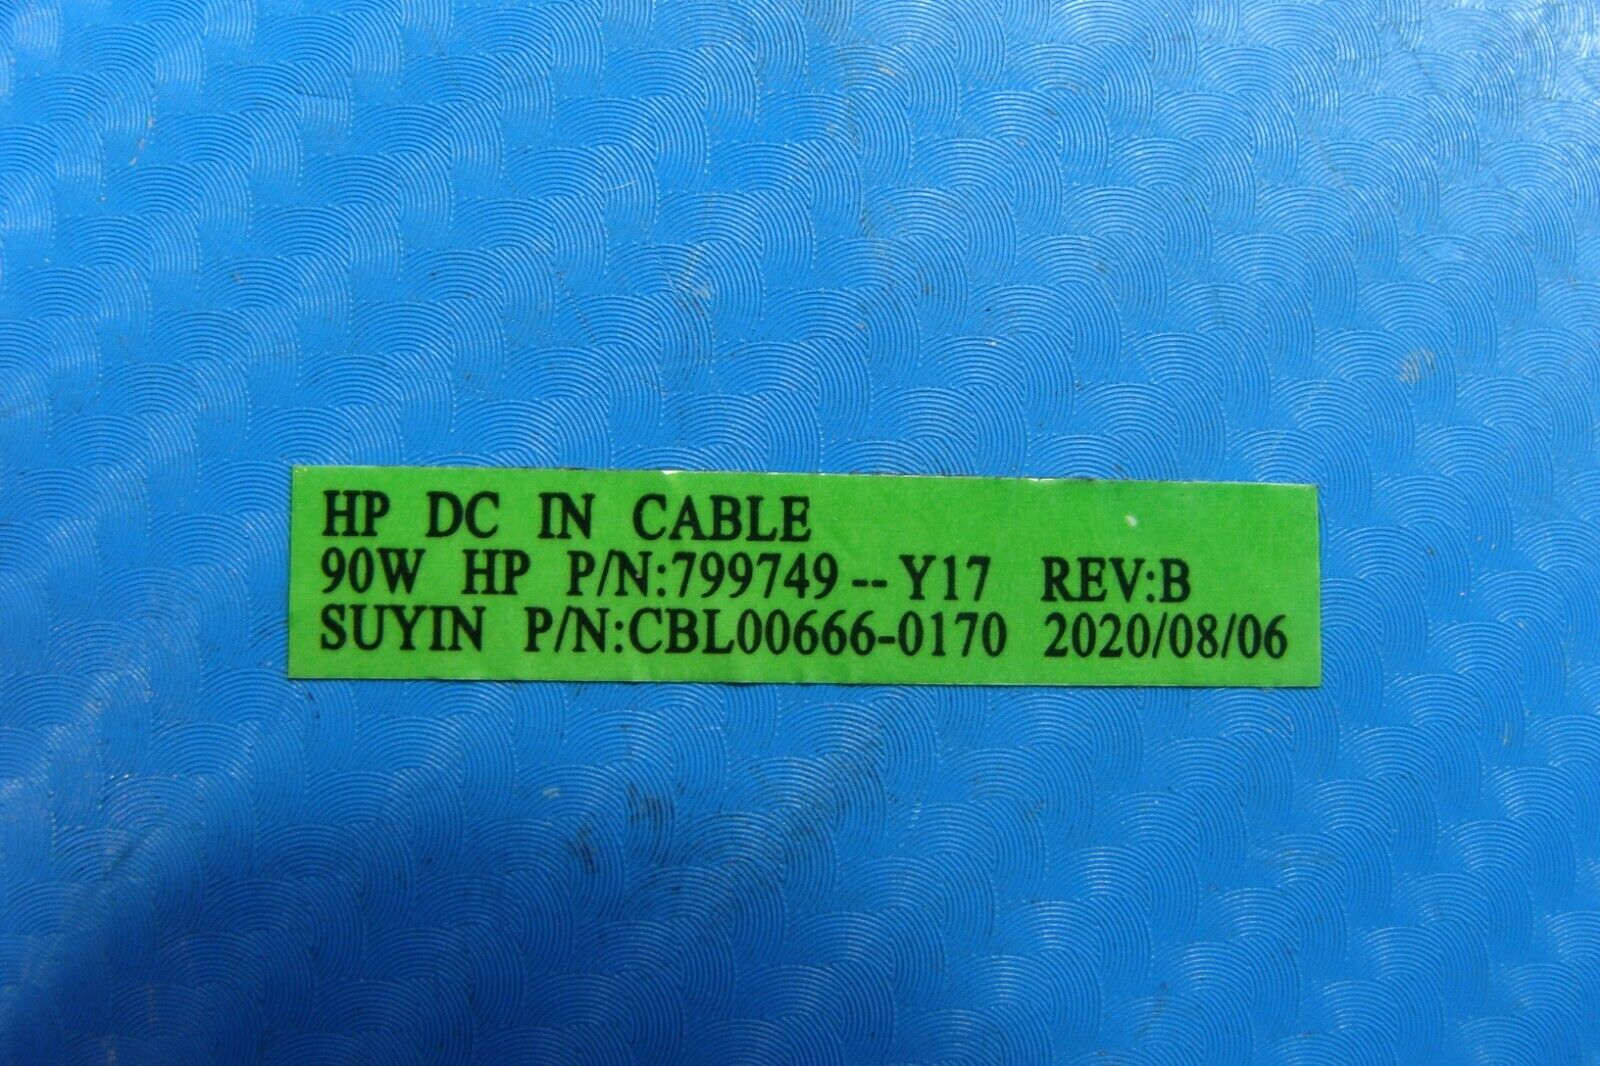 HP DC IN CABLE
90W HP P/N:799749--Y17 REV:B
SUYIN P/N:CBL00666-0170 2020/08/06